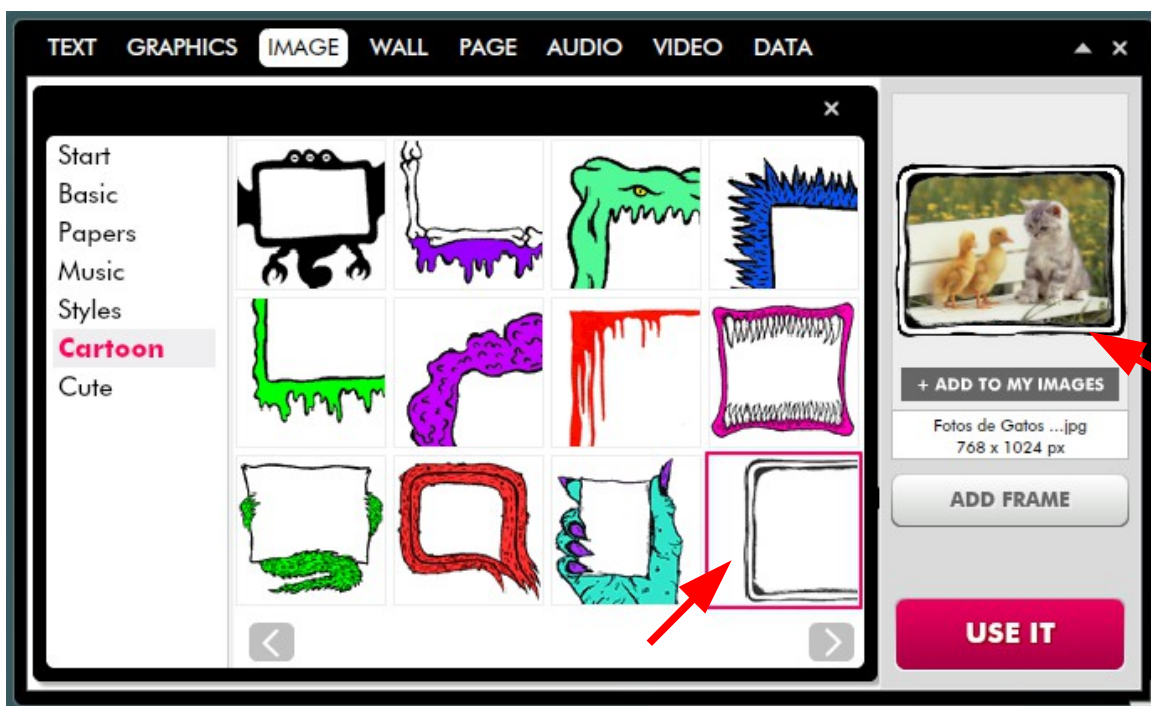 TEXT GRAPHICS IMAGE WALL PAGE AUDIO VIDEO DATA
Start
Basic
Papers
Music
Styles
Cartoon
Cute
+ ADD TO MY IMAGES
Fotos de Gatos ...jpg
768 x 1024 px
ADD FRAME
USE IT